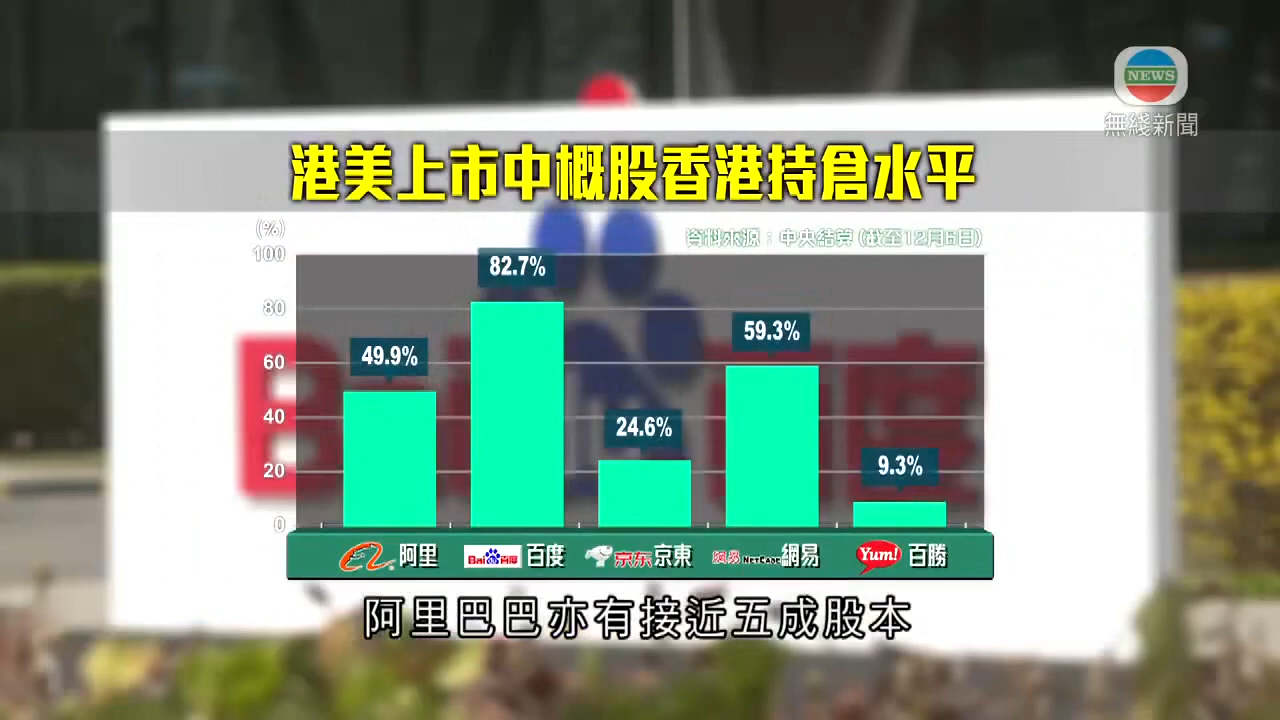 NEWS
無綫新聞
港美上市中概股香港持倉水平
(%)
資料來源：中央結算 (截至12月6日)
100
80
60
40
20
0
49.9%
82.7%
24.6%
59.3%
9.3%
阿里
Bai百度 百度
京东 京東
網易
Yum! 百勝
阿里巴巴亦有接近五成股本